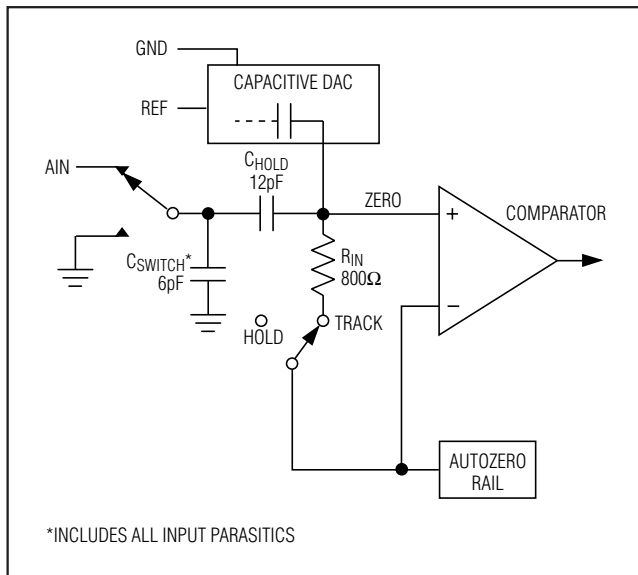 GND
CAPACITIVE DAC
REF
AIN
CHOLD
12pF
ZERO
COMPARATOR
+
CSWITCH*
6pF
RIN
800Ω
−
HOLD
TRACK
AUTOZERO
RAIL
*INCLUDES ALL INPUT PARASITICS